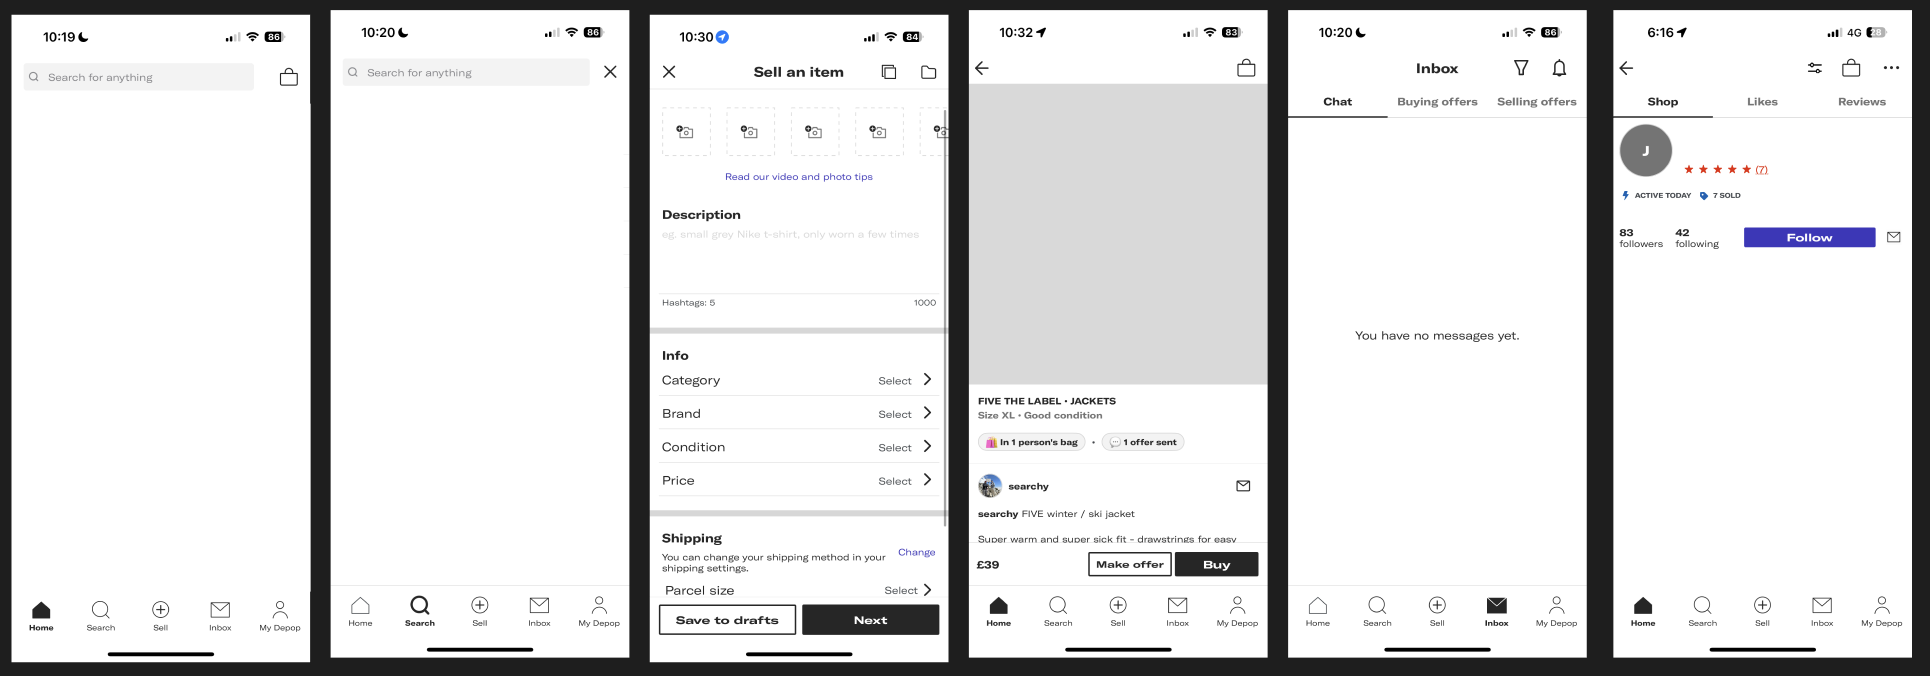 10:19
86
Search for anything
Home
Search
Sell
Inbox
My Depop
10:20
86
Search for anything
Home
Search
Sell
Inbox
My Depop
10:30
84
Sell an item
Read our video and photo tips
Description
eg. small grey Nike t-shirt, only worn a few times
Hashtags: 5
1000
Info
Category
Select
Brand
Select
Condition
Select
Price
Select
Shipping
You can change your shipping method in your
shipping settings.
Change
Parcel size
Select
Save to drafts
Next
10:32
83
FIVE THE LABEL • JACKETS
Size XL • Good condition
In 1 person's bag
•
1 offer sent
searchy
searchy FIVE winter / ski jacket
Super warm and super sick fit - drawstrings for easy
£39
Make offer
Buy
Home
Search
Sell
Inbox
My Depop
10:20
86
Inbox
Chat
Buying offers
Selling offers
You have no messages yet.
Home
Search
Sell
Inbox
My Depop
6:16
4G
28
Shop
Likes
Reviews
J
(7)
ACTIVE TODAY
7 SOLD
83
followers
42
following
Follow
Home
Search
Sell
Inbox
My Depop